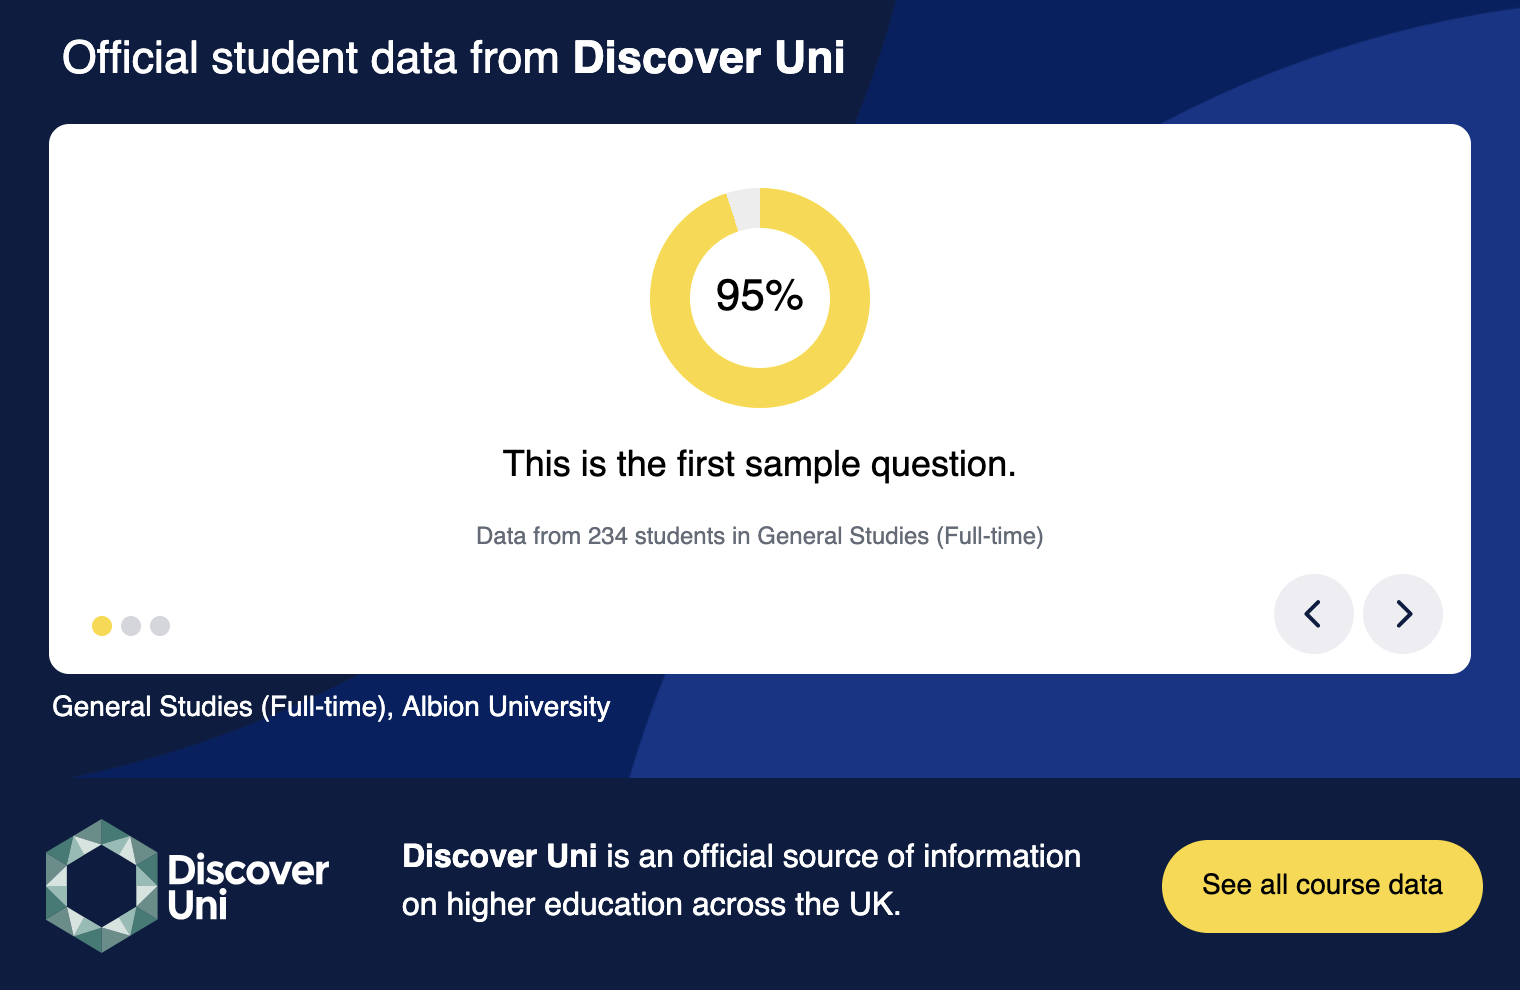 Official student data from Discover Uni
95%
This is the first sample question.
Data from 234 students in General Studies (Full-time)
General Studies (Full-time), Albion University
Discover
Uni
Discover Uni is an official source of information
on higher education across the UK.
See all course data